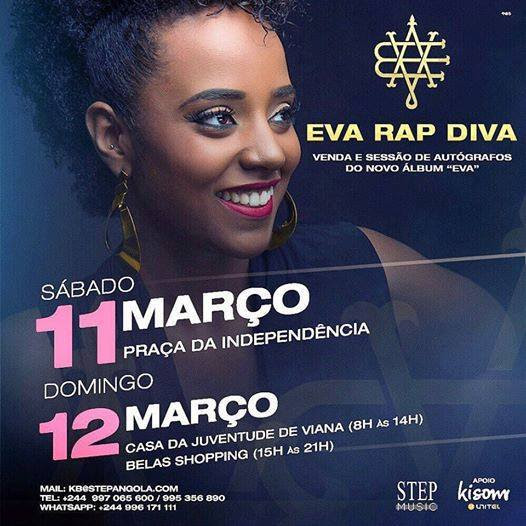 EVA RAP DIVA
VENDA E SESSÃO DE AUTÓGRAFOS
DO NOVO ÁLBUM “EVA”
SÁBADO
11 MARÇO
PRAÇA DA INDEPENDÊNCIA
DOMINGO
12 MARÇO
CASA DA JUVENTUDE DE VIANA (8H ÀS 14H)
BELAS SHOPPING (15H ÀS 21H)
MAIL: KB@STEPANGOLA.COM
TEL: +244 997 065 600 / 995 356 890
WHATSAPP: +244 996 171 111
STEP
MUSIC
APOIO
kisom
UNITEL